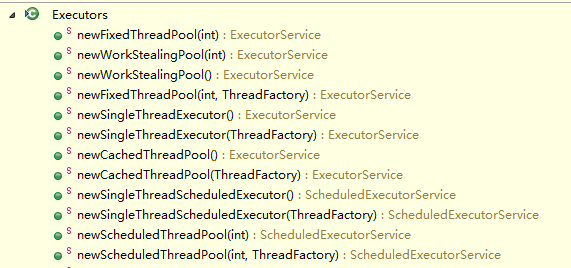 Executors
S newFixedThreadPool(int) : ExecutorService
S newWorkStealingPool(int) : ExecutorService
S newWorkStealingPool() : ExecutorService
S newFixedThreadPool(int, ThreadFactory) : ExecutorService
S newSingleThreadExecutor() : ExecutorService
S newSingleThreadExecutor(ThreadFactory) : ExecutorService
S newCachedThreadPool() : ExecutorService
S newCachedThreadPool(ThreadFactory) : ExecutorService
S newSingleThreadScheduledExecutor() : ScheduledExecutorService
S newSingleThreadScheduledExecutor(ThreadFactory) : ScheduledExecutorService
S newScheduledThreadPool(int) : ScheduledExecutorService
S newScheduledThreadPool(int, ThreadFactory) : ScheduledExecutorService